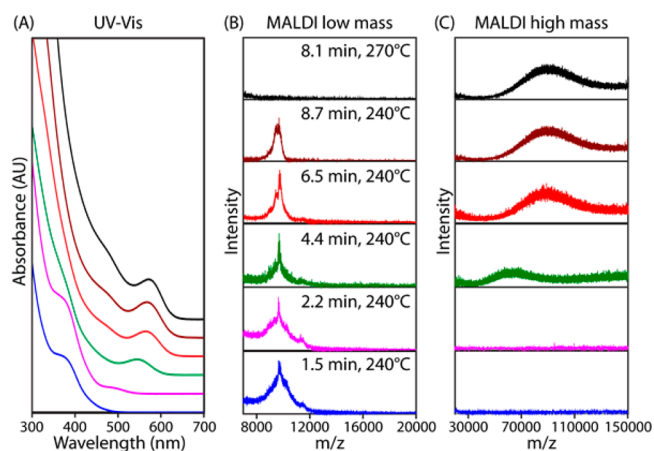 (A) UV-Vis
(B) MALDI low mass
(C) MALDI high mass
Absorbance (AU)
300 400 500 600 700
Wavelength (nm)
Intensity
8.1 min, 270°C
8.7 min, 240°C
6.5 min, 240°C
4.4 min, 240°C
2.2 min, 240°C
1.5 min, 240°C
8000 12000 16000 20000
m/z
Intensity
30000 70000 110000 150000
m/z